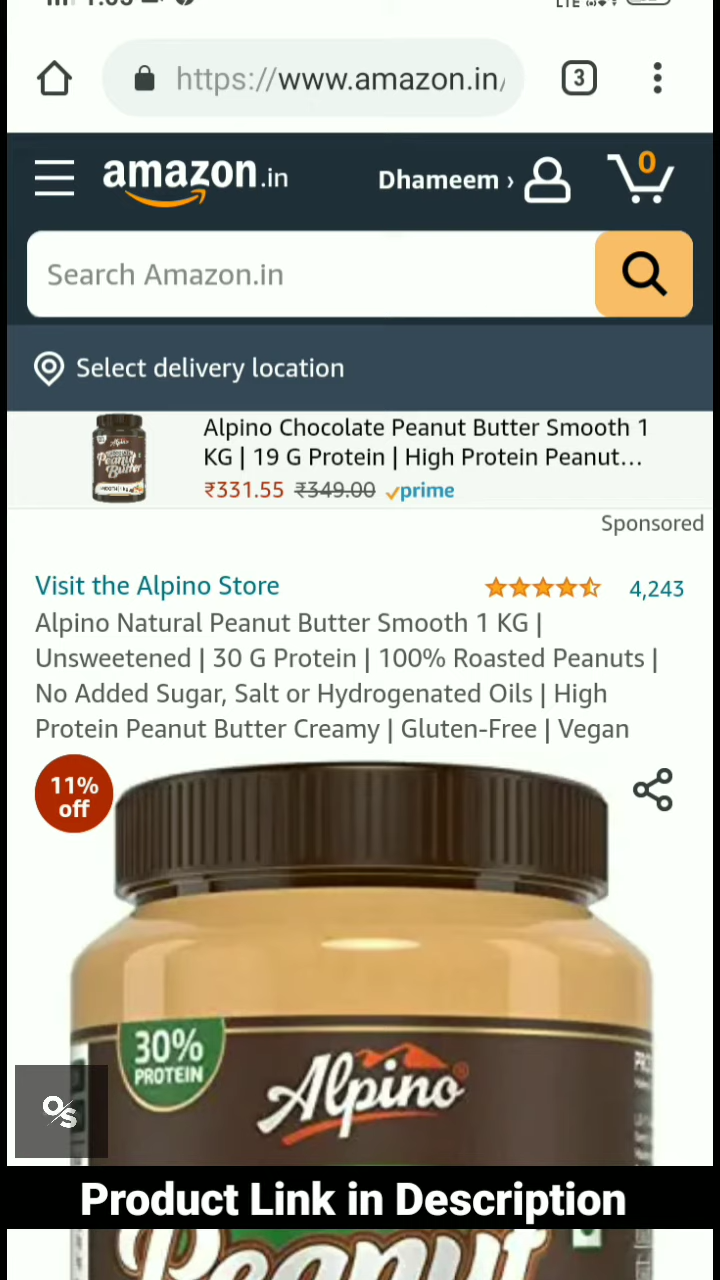 https://www.amazon.in/
3
amazon.in
Dhameem ›
0
Search Amazon.in
Select delivery location
Alpino Chocolate Peanut Butter Smooth 1
KG | 19 G Protein | High Protein Peanut...
₹331.55 ₹349.00 prime
Sponsored
Visit the Alpino Store
4,243
Alpino Natural Peanut Butter Smooth 1 KG |
Unsweetened | 30 G Protein | 100% Roasted Peanuts |
No Added Sugar, Salt or Hydrogenated Oils | High
Protein Peanut Butter Creamy | Gluten-Free | Vegan
11%
off
30%
PROTEIN
Alpino
Product Link in Description
Peanut